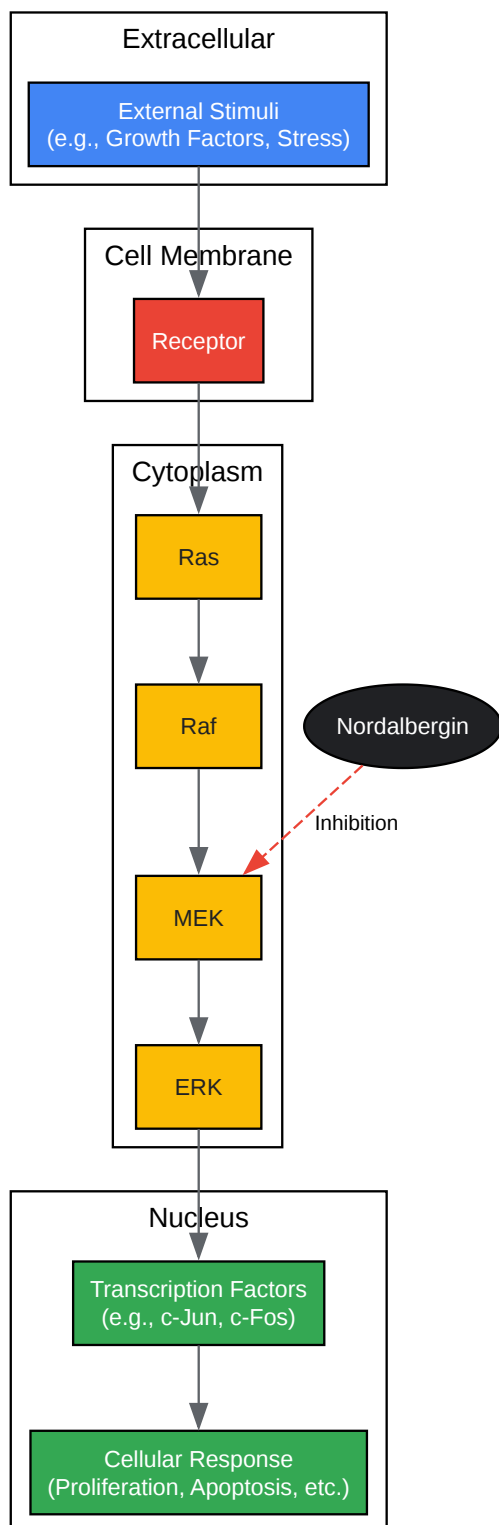 Extracellular
External Stimuli
(e.g., Growth Factors, Stress)
Cell Membrane
Receptor
Cytoplasm
Ras
Raf
Nordalbergin
Inhibition
MEK
ERK
Nucleus
Transcription Factors
(e.g., c-Jun, c-Fos)
Cellular Response
(Proliferation, Apoptosis, etc.)